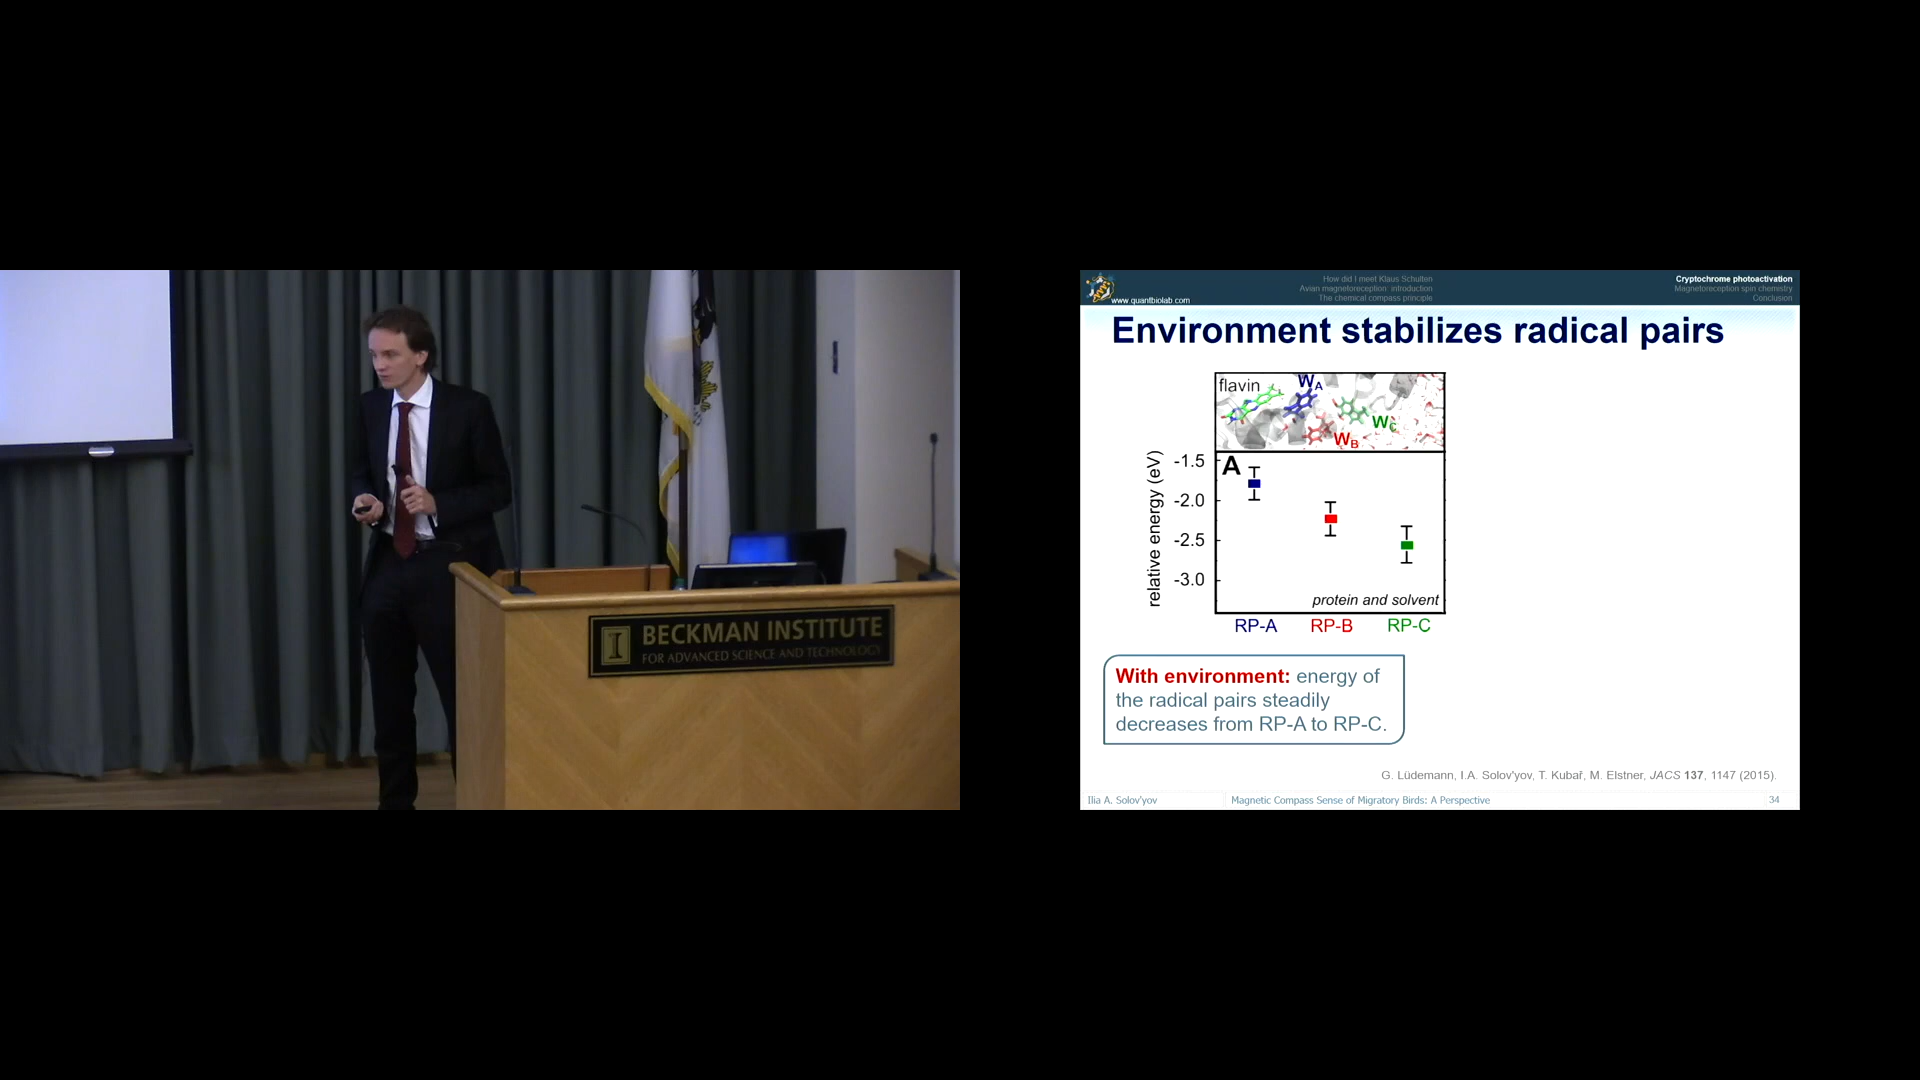 I
BECKMAN INSTITUTE
FOR ADVANCED SCIENCE AND TECHNOLOGY
www.quantbiolab.com
How did I meet Klaus Schulten
Avian magnetoreception: introduction
The chemical compass principle
Cryptochrome photoactivation
Magnetoreception spin chemistry
Conclusion
Environment stabilizes radical pairs
flavin
WA
WB
WC
A
relative energy (eV)
-1.5
-2.0
-2.5
-3.0
protein and solvent
RP-A RP-B RP-C
With environment: energy of
the radical pairs steadily
decreases from RP-A to RP-C.
G. Lüdemann, I.A. Solov'yov, T. Kubař, M. Elstner, JACS 137, 1147 (2015).
Ilia A. Solov'yov
Magnetic Compass Sense of Migratory Birds: A Perspective
34